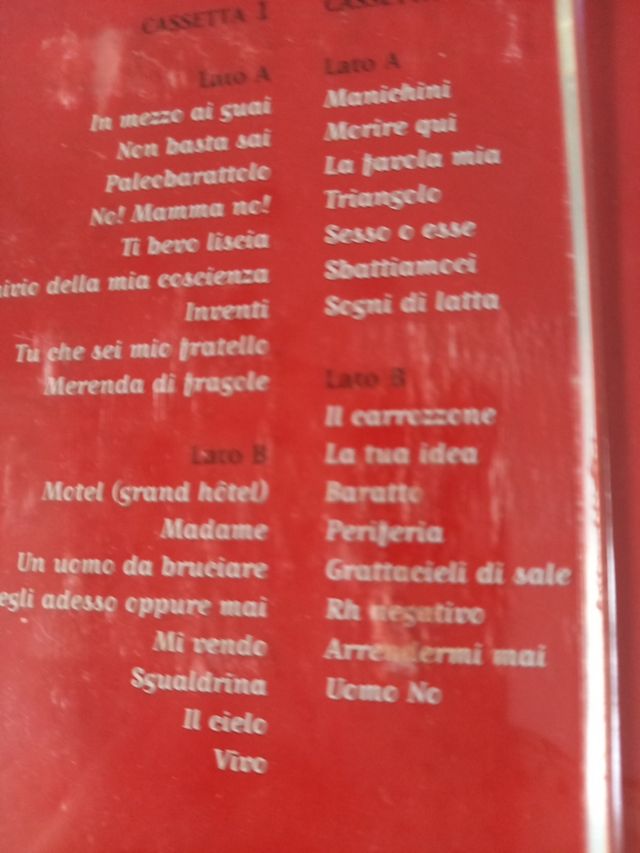 CASSETTA 1
Lato A
In mezzo ai guai
Non basta sai
Paleobarattolo
No! Mamma no!
Ti bevo liscia
della mia coscienza
Inventi
Tu che sei mio fratello
Merenda di fragole
Lato B
Motel (grand hôtel)
Madame
Un uomo da bruciare
adesso oppure mai
Mi vendo
Sgualdrina
Il cielo
Vivo
CASSETTA
Lato A
Manichini
Morire qui
La favola mia
Triangolo
Sesso o esse
Sbattiamoci
Sogni di latta
Lato B
Il carrozzone
La tua idea
Baratto
Periferia
Grattacieli di sale
Rh negativo
Arrendermi mai
Uomo No